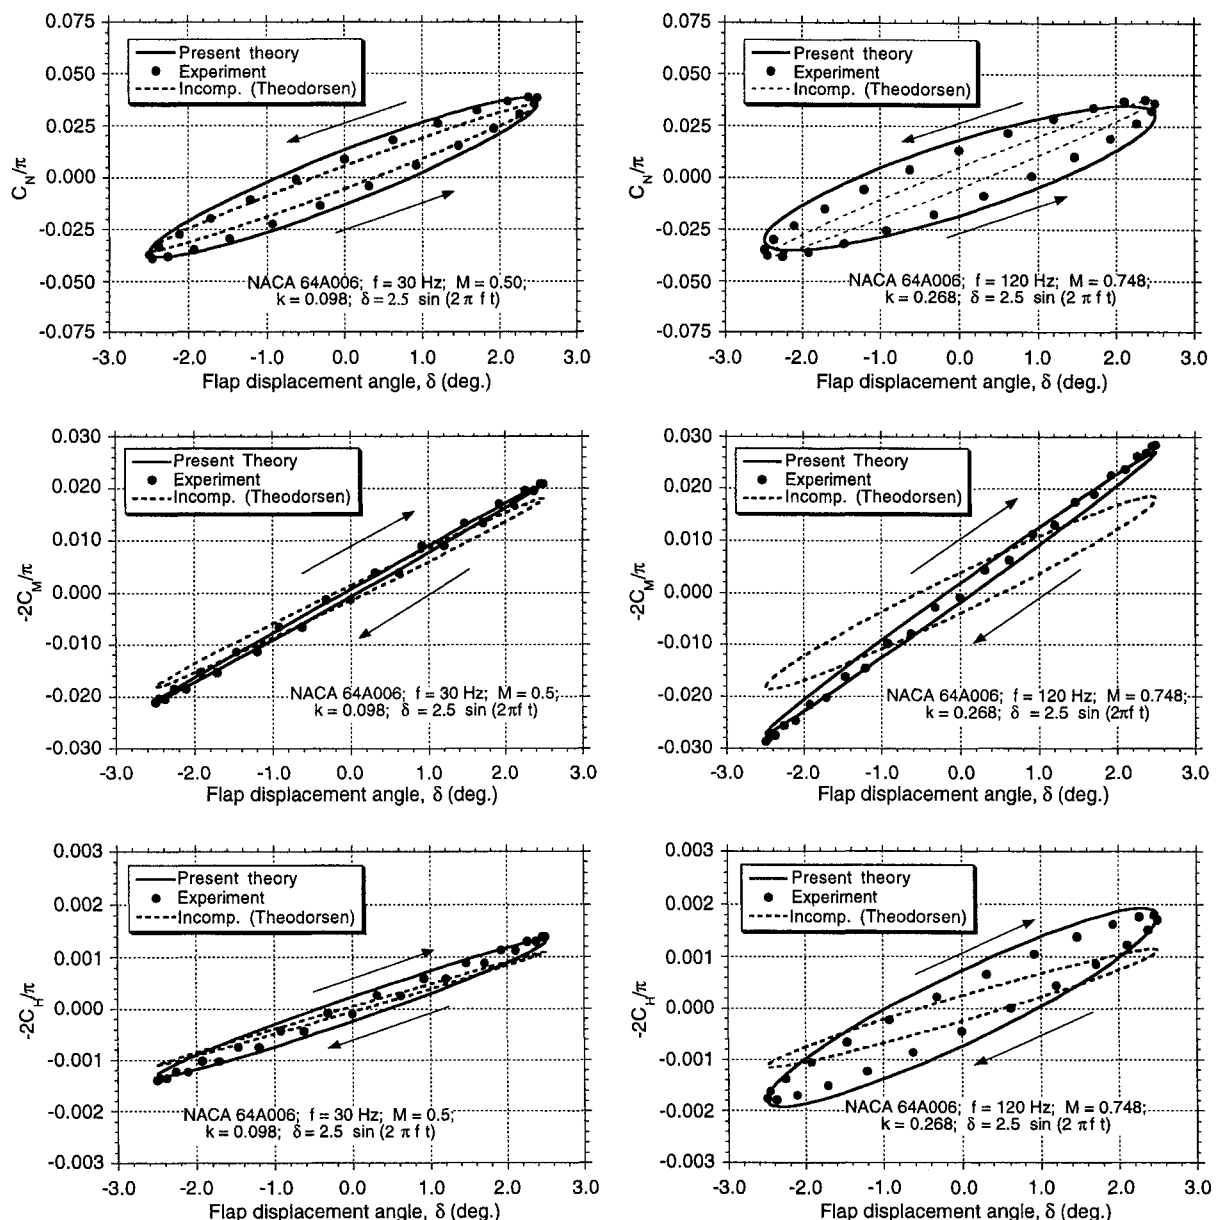 0.075
0.050
0.025
0.000
-0.025
-0.050
-0.075
C_N/π
Present theory
Experiment
Incomp. (Theodorsen)
NACA 64A006; f = 30 Hz; M = 0.50;
k = 0.098; δ = 2.5 sin (2 π f t)
-3.0 -2.0 -1.0 0.0 1.0 2.0 3.0
Flap displacement angle, δ (deg.)
0.075
0.050
0.025
0.000
-0.025
-0.050
-0.075
C_N/π
Present theory
Experiment
Incomp. (Theodorsen)
NACA 64A006; f = 120 Hz; M = 0.748;
k = 0.268; δ = 2.5 sin (2 π f t)
-3.0 -2.0 -1.0 0.0 1.0 2.0 3.0
Flap displacement angle, δ (deg.)
0.030
0.020
0.010
0.000
-0.010
-0.020
-0.030
-2C_M/π
Present Theory
Experiment
Incomp. (Theodorsen)
NACA 64A006; f = 30 Hz; M = 0.5;
k = 0.098; δ = 2.5 sin (2πf t)
-3.0 -2.0 -1.0 0.0 1.0 2.0 3.0
Flap displacement angle, δ (deg.)
0.030
0.020
0.010
0.000
-0.010
-0.020
-0.030
-2C_M/π
Present Theory
Experiment
Incomp. (Theodorsen)
NACA 64A006; f = 120 Hz; M = 0.748;
k = 0.268; δ = 2.5 sin (2πf t)
-3.0 -2.0 -1.0 0.0 1.0 2.0 3.0
Flap displacement angle, δ (deg.)
0.003
0.002
0.001
0.000
-0.001
-0.002
-0.003
-2C_H/π
Present theory
Experiment
Incomp. (Theodorsen)
NACA 64A006; f = 30 Hz; M = 0.5;
k = 0.098; δ = 2.5 sin (2 π f t)
-3.0 -2.0 -1.0 0.0 1.0 2.0 3.0
Flap displacement angle, δ (deg.)
0.003
0.002
0.001
0.000
-0.001
-0.002
-0.003
-2C_H/π
Present theory
Experiment
Incomp. (Theodorsen)
NACA 64A006; f = 120 Hz; M = 0.748;
k = 0.268; δ = 2.5 sin (2 π f t)
-3.0 -2.0 -1.0 0.0 1.0 2.0 3.0
Flap displacement angle, δ (deg.)